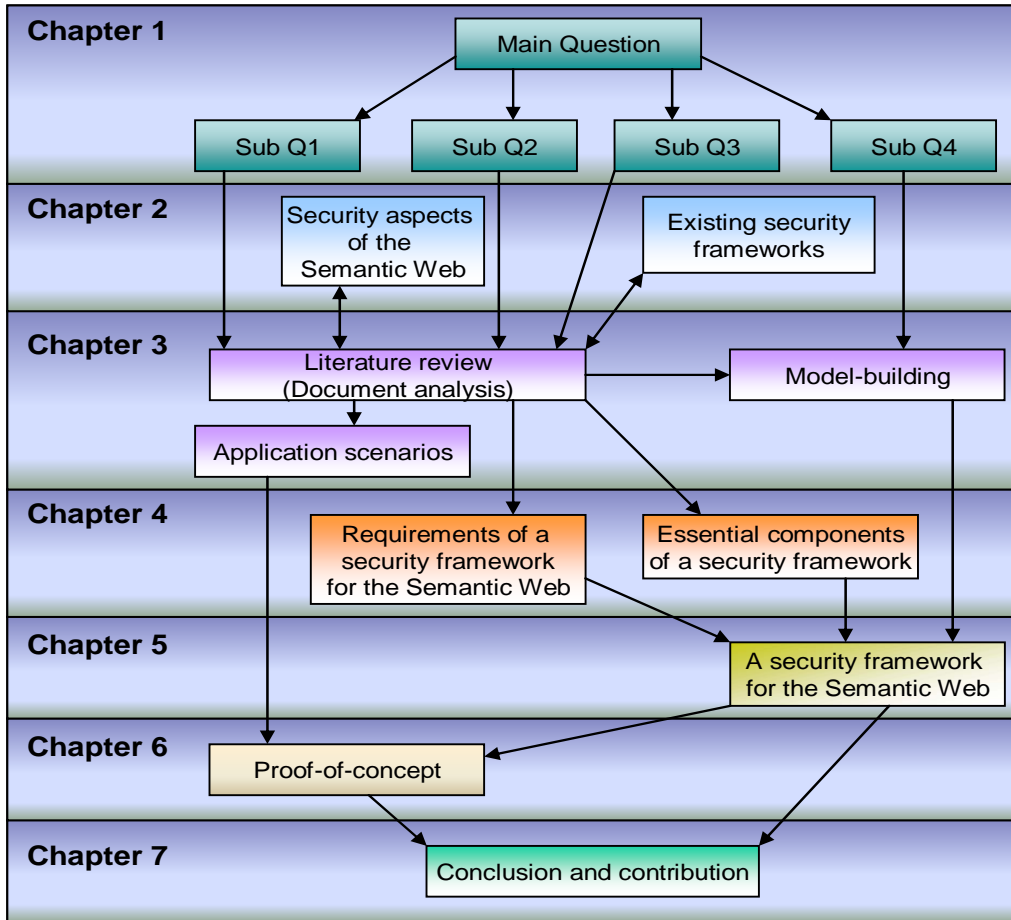 Chapter 1
Main Question
Sub Q1
Sub Q2
Sub Q3
Sub Q4
Chapter 2
Security aspects
of the
Semantic Web
Existing security
frameworks
Chapter 3
Literature review
(Document analysis)
Model-building
Application scenarios
Chapter 4
Requirements of a
security framework
for the Semantic Web
Essential components
of a security framework
Chapter 5
A security framework
for the Semantic Web
Chapter 6
Proof-of-concept
Chapter 7
Conclusion and contribution